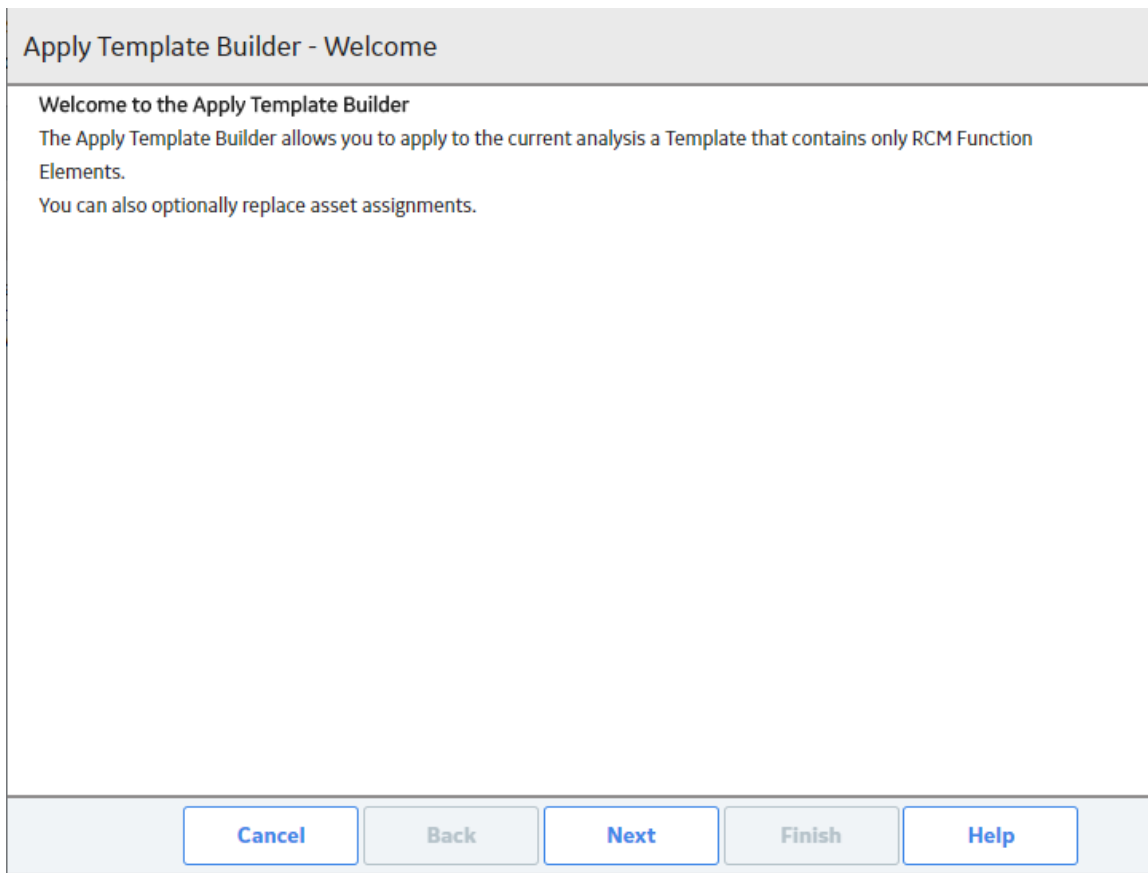 Apply Template Builder - Welcome
Welcome to the Apply Template Builder
The Apply Template Builder allows you to apply to the current analysis a Template that contains only RCM Function
Elements.
You can also optionally replace asset assignments.
Cancel
Back
Next
Finish
Help